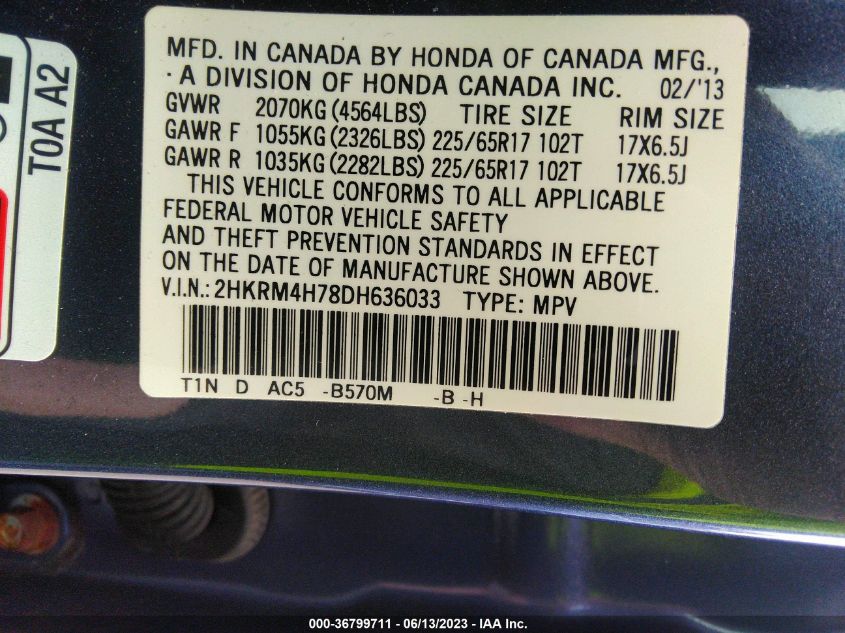 T0A A2
MFD. IN CANADA BY HONDA OF CANADA MFG.,
· A DIVISION OF HONDA CANADA INC. 02/'13
GVWR 2070KG (4564LBS) TIRE SIZE RIM SIZE
GAWR F 1055KG (2326LBS) 225/65R17 102T 17X6.5J
GAWR R 1035KG (2282LBS) 225/65R17 102T 17X6.5J
THIS VEHICLE CONFORMS TO ALL APPLICABLE
FEDERAL MOTOR VEHICLE SAFETY
AND THEFT PREVENTION STANDARDS IN EFFECT
ON THE DATE OF MANUFACTURE SHOWN ABOVE.
V.I.N.: 2HKRM4H78DH636033 TYPE: MPV
T1N D AC5 -B570M -B -H
000-36799711 - 06/13/2023 - IAA Inc.